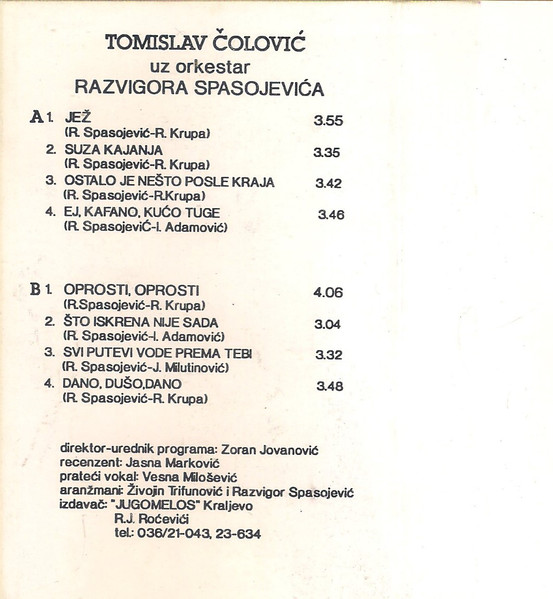 TOMISLAV ČOLOVIĆ
uz orkestar
RAZVIGORA SPASOJEVIĆA
A 1. JEŽ 3.55
(R. Spasojević-R. Krupa)
2. SUZA KAJANJA 3.35
(R. Spasojević-R. Krupa)
3. OSTALO JE NEŠTO POSLE KRAJA 3.42
(R. Spasojević-R.Krupa)
4. EJ, KAFANO, KUĆO TUGE 3.46
(R. SpasojeviĆ-I. Adamović)
B 1. OPROSTI, OPROSTI 4.06
(R.Spasojević-R. Krupa)
2. ŠTO ISKRENA NIJE SADA 3.04
(R. Spasojević-I. Adamović)
3. SVI PUTEVI VODE PREMA TEBI 3.32
(R. Spasojević-J. Milutinović)
4. DANO, DUŠO,DANO 3.48
(R. Spasojević-R. Krupa)
direktor-urednik programa: Zoran Jovanović
recenzent: Jasna Marković
prateći vokal: Vesna Milošević
aranžmani: Živojin Trifunović i Razvigor Spasojević
izdavač: "JUGOMELOS" Kraljevo
R.J. Roćevići
tel.: 036/21-043, 23-634